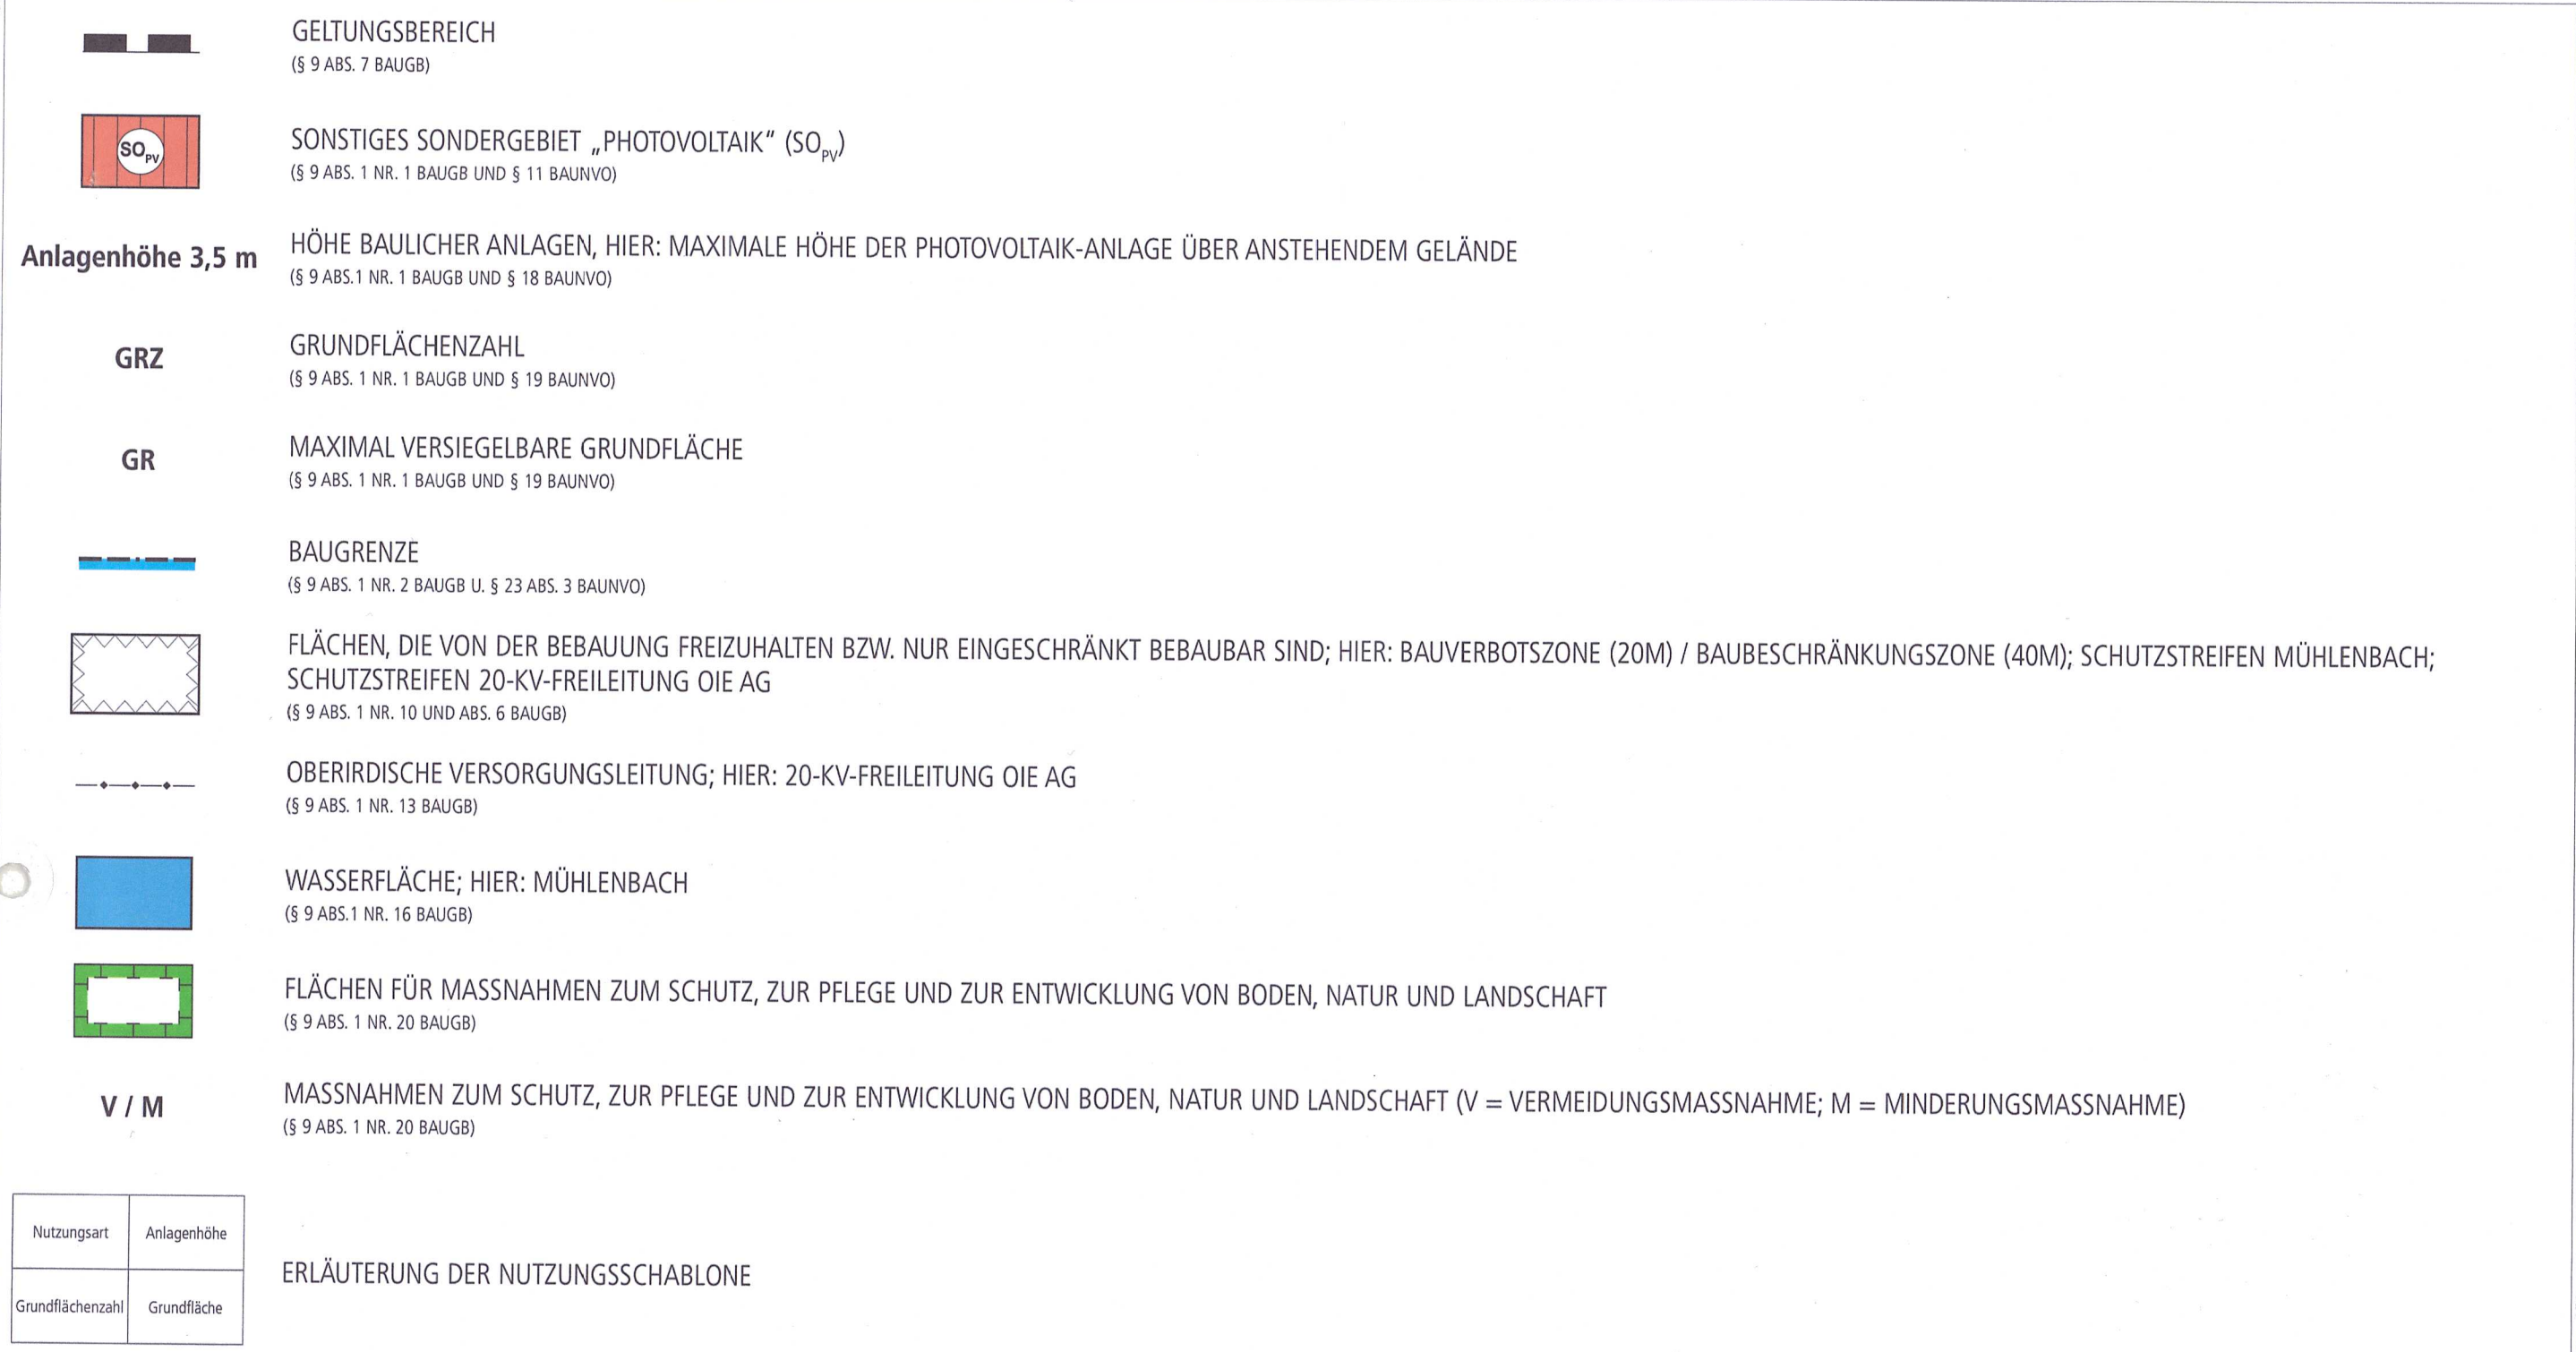 GELTUNGSBEREICH
(§ 9 ABS. 7 BAUGB)
SO PV
SONSTIGES SONDERGEBIET „PHOTOVOLTAIK“ (SO PV)
(§ 9 ABS. 1 NR. 1 BAUGB UND § 11 BAUNVO)
Anlagenhöhe 3,5 m
HÖHE BAULICHER ANLAGEN, HIER: MAXIMALE HÖHE DER PHOTOVOLTAIK-ANLAGE ÜBER ANSTEHENDEM GELÄNDE
(§ 9 ABS.1 NR. 1 BAUGB UND § 18 BAUNVO)
GRZ
GRUNDFLÄCHENZAHL
(§ 9 ABS. 1 NR. 1 BAUGB UND § 19 BAUNVO)
GR
MAXIMAL VERSIEGELBARE GRUNDFLÄCHE
(§ 9 ABS. 1 NR. 1 BAUGB UND § 19 BAUNVO)
BAUGRENZE
(§ 9 ABS. 1 NR. 2 BAUGB U. § 23 ABS. 3 BAUNVO)
FLÄCHEN, DIE VON DER BEBAUUNG FREIZUHALTEN BZW. NUR EINGESCHRÄNKT BEBAUBAR SIND; HIER: BAUVERBOTSZONE (20M) / BAUBESCHRÄNKUNGSZONE (40M); SCHUTZSTREIFEN MÜHLENBACH;
SCHUTZSTREIFEN 20-KV-FREILEITUNG OIE AG
(§ 9 ABS. 1 NR. 10 UND ABS. 6 BAUGB)
OBERIRDISCHE VERSORGUNGSLEITUNG; HIER: 20-KV-FREILEITUNG OIE AG
(§ 9 ABS. 1 NR. 13 BAUGB)
WASSERFLÄCHE; HIER: MÜHLENBACH
(§ 9 ABS.1 NR. 16 BAUGB)
FLÄCHEN FÜR MASSNAHMEN ZUM SCHUTZ, ZUR PFLEGE UND ZUR ENTWICKLUNG VON BODEN, NATUR UND LANDSCHAFT
(§ 9 ABS. 1 NR. 20 BAUGB)
V / M
MASSNAHMEN ZUM SCHUTZ, ZUR PFLEGE UND ZUR ENTWICKLUNG VON BODEN, NATUR UND LANDSCHAFT (V = VERMEIDUNGSMASSNAHME; M = MINDERUNGSMASSNAHME)
(§ 9 ABS. 1 NR. 20 BAUGB)
Nutzungsart
Anlagenhöhe
Grundflächenzahl
Grundfläche
ERLÄUTERUNG DER NUTZUNGSSCHABLONE